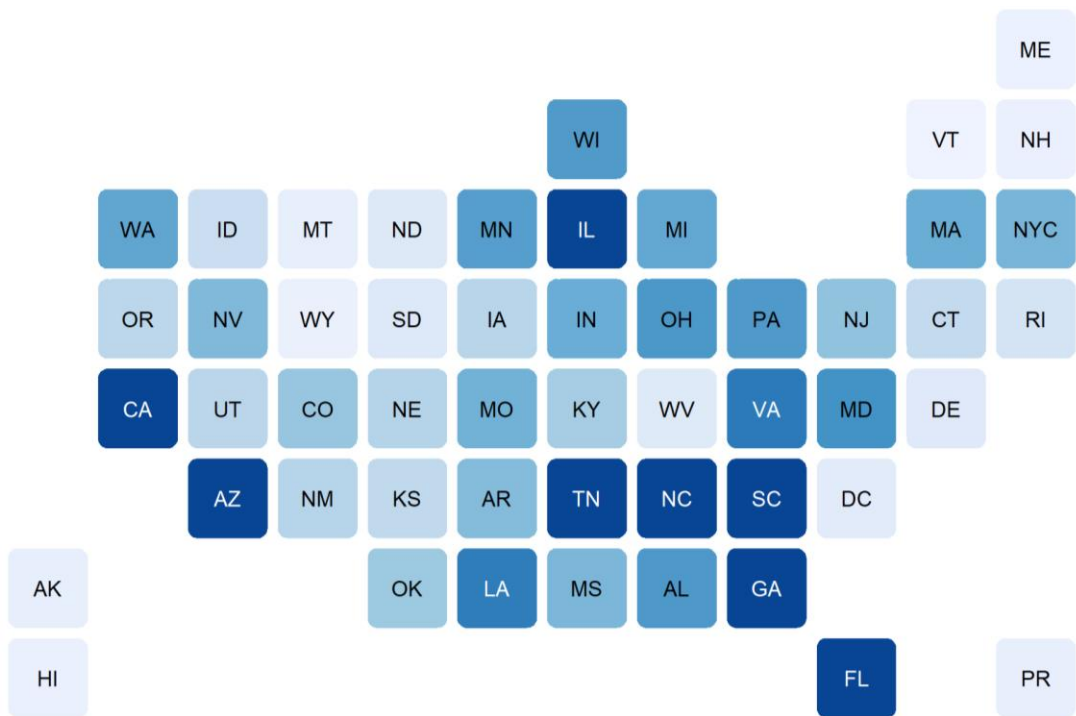 ME
WI VT NH
WA ID MT ND MN IL MI MA NYC
OR NV WY SD IA IN OH PA NJ CT RI
CA UT CO NE MO KY WV VA MD DE
AZ NM KS AR TN NC SC DC
AK OK LA MS AL GA
HI FL PR